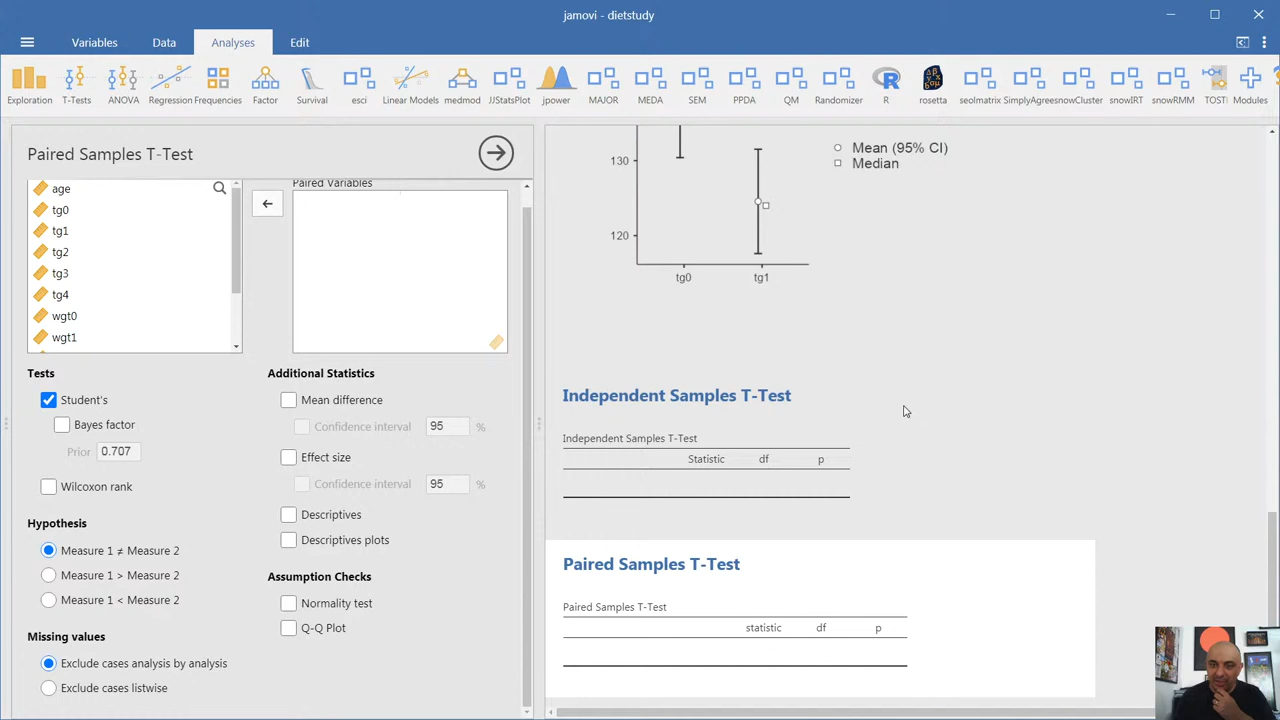 jamovi - dietstudy
Variables Data Analyses Edit
Exploration T-Tests ANOVA Regression Frequencies Factor Survival esci Linear Models medmod JJStatsPlot jpower MAJOR MEDA SEM PPDA QM Randomizer R rosetta seolmatrix SimplyAgree snowCluster snowIRT snowRMM TOSTI Modules
Paired Samples T-Test
age
tg0
tg1
tg2
tg3
tg4
wgt0
wgt1
Paired Variables
Tests
Student's
Bayes factor
Prior 0.707
Wilcoxon rank
Hypothesis
Measure 1 ≠ Measure 2
Measure 1 > Measure 2
Measure 1 < Measure 2
Missing values
Exclude cases analysis by analysis
Exclude cases listwise
Additional Statistics
Mean difference
Confidence interval 95 %
Effect size
Confidence interval 95 %
Descriptives
Descriptives plots
Assumption Checks
Normality test
Q-Q Plot
130
120
tg0 tg1
Mean (95% CI)
Median
Independent Samples T-Test
Independent Samples T-Test
Statistic df p
Paired Samples T-Test
Paired Samples T-Test
statistic df p